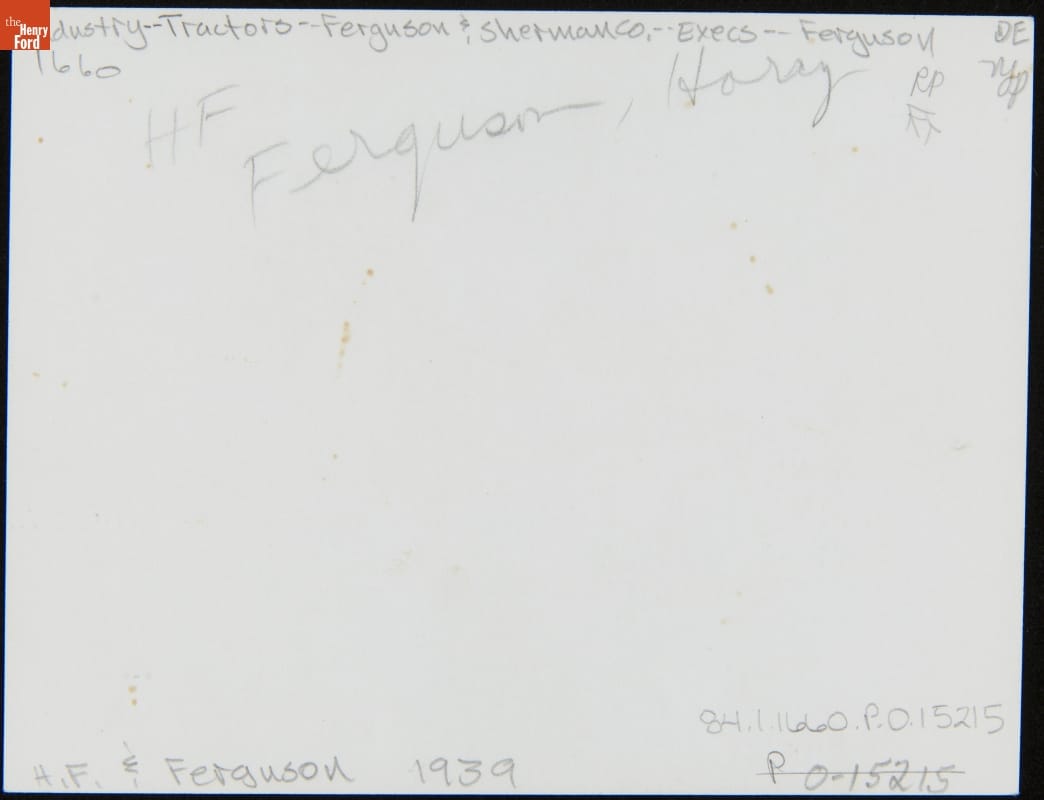 the Henry Ford
dustry--Tractors--Ferguson & Sherman Co.--Execs--Ferguson DE
1660
HF Ferguson, Harry RP
H.F. & Ferguson 1939
84.1.1660.P.O.15215
P O-15215